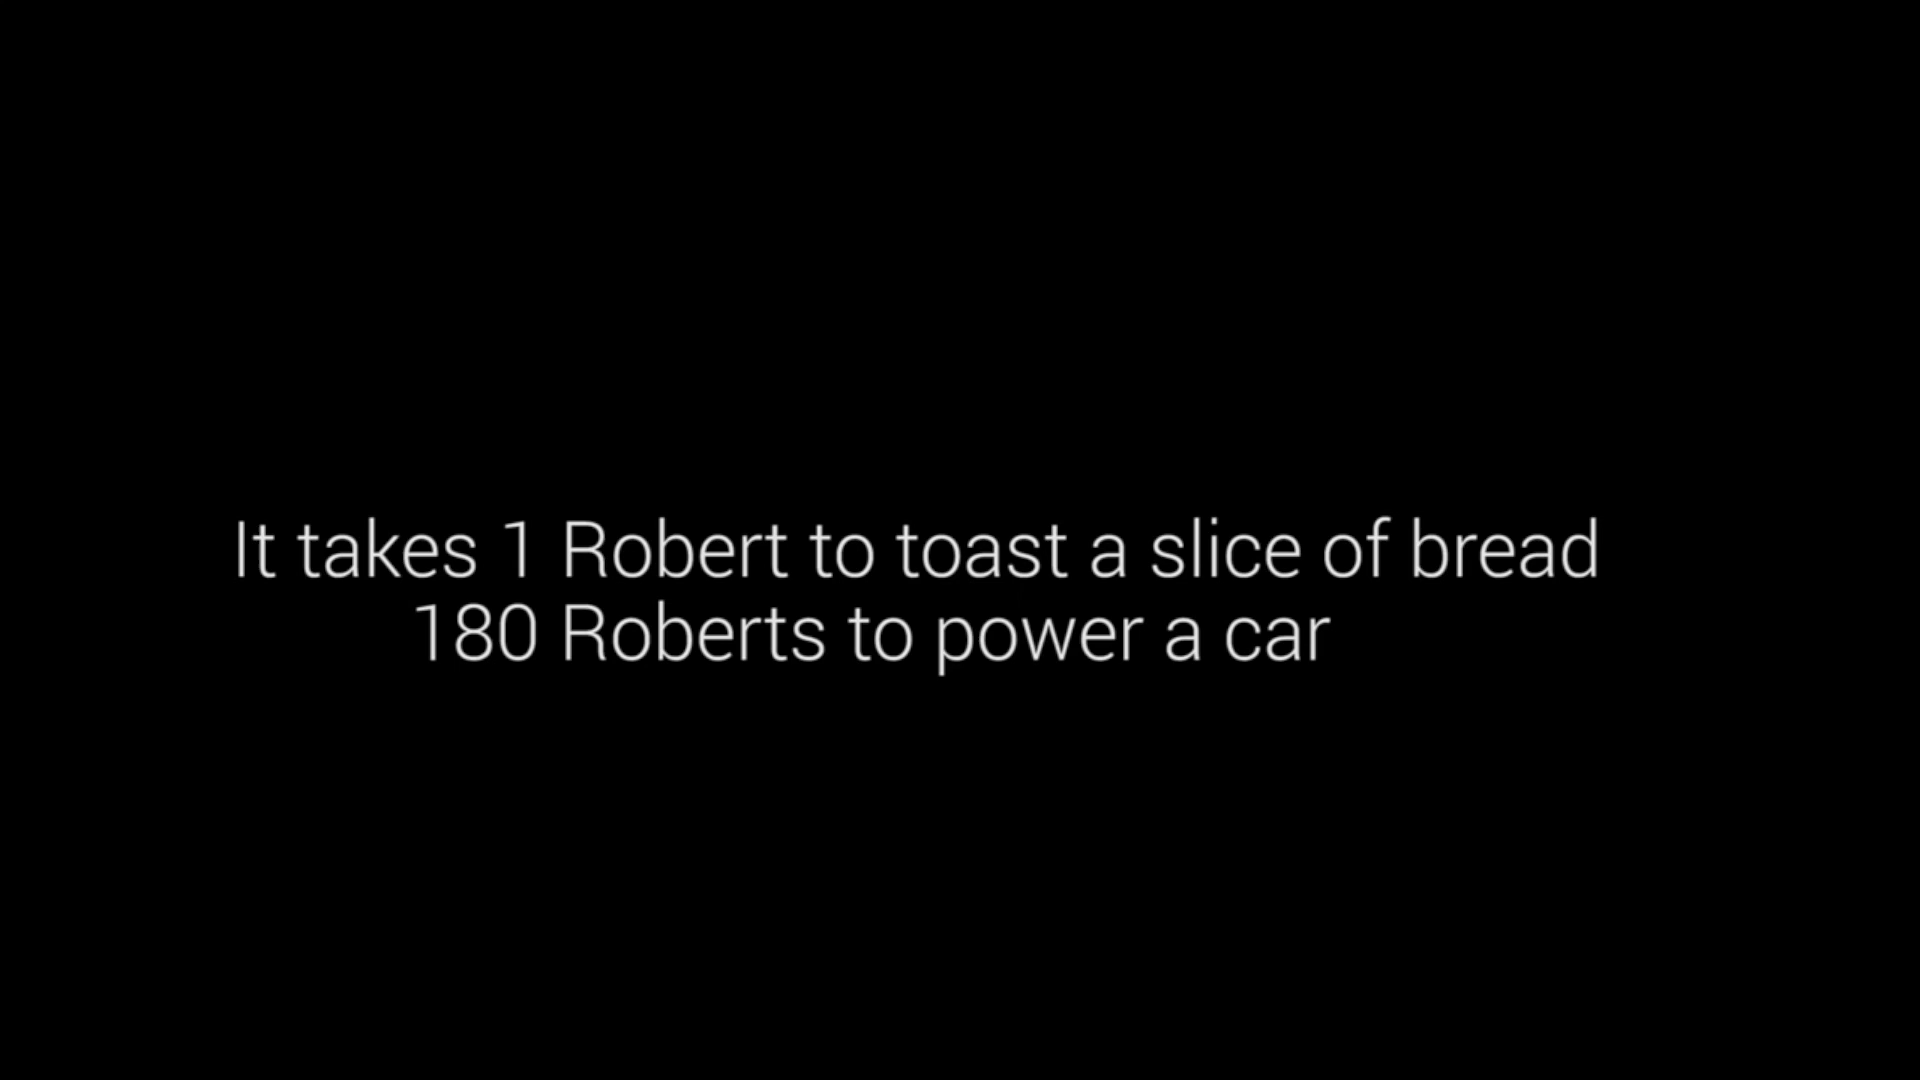 It takes 1 Robert to toast a slice of bread
180 Roberts to power a car